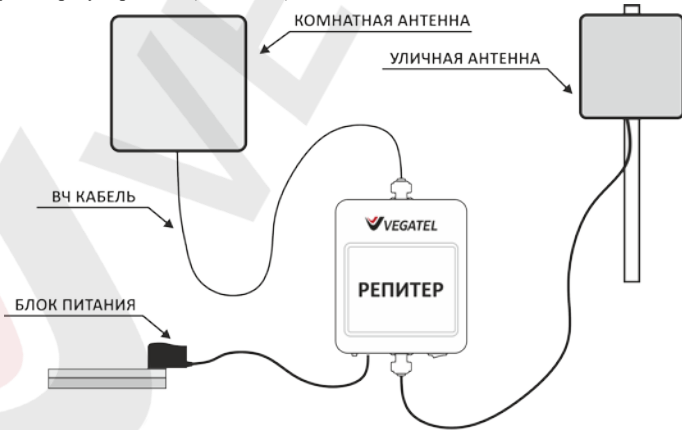 КОМНАТНАЯ АНТЕННА
УЛИЧНАЯ АНТЕННА
ВЧ КАБЕЛЬ
VEGATEL
РЕПИТЕР
БЛОК ПИТАНИЯ